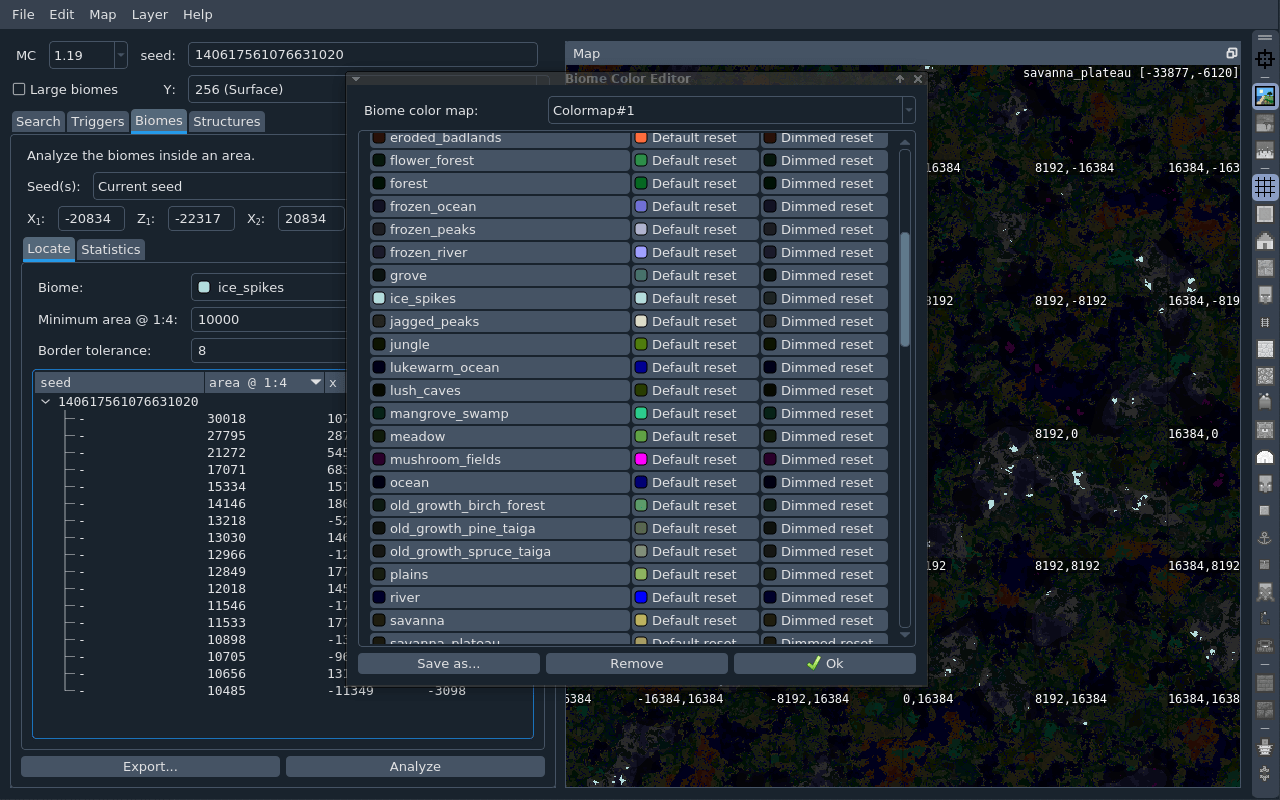 File Edit Map Layer Help
MC 1.19 seed: 140617561076631020
Large biomes Y: 256 (Surface)
Search Triggers Biomes Structures
Analyze the biomes inside an area.
Seed(s): Current seed
X1: -20834 Z1: -22317 X2: 20834
Locate Statistics
Biome: ice_spikes
Minimum area @ 1:4: 10000
Border tolerance: 8
seed area @ 1:4 x
140617561076631020
- 30018 107
- 27795 287
- 21272 545
- 17071 683
- 15334 151
- 14146 180
- 13218 -52
- 13030 146
- 12966 -12
- 12849 177
- 12018 145
- 11546 -17
- 11533 177
- 10898 -13
- 10705 -96
- 10656 131
- 10485 -11349 -3098
Export... Analyze
Biome Color Editor
Biome color map: Colormap#1
eroded_badlands Default reset Dimmed reset
flower_forest Default reset Dimmed reset
forest Default reset Dimmed reset
frozen_ocean Default reset Dimmed reset
frozen_peaks Default reset Dimmed reset
frozen_river Default reset Dimmed reset
grove Default reset Dimmed reset
ice_spikes Default reset Dimmed reset
jagged_peaks Default reset Dimmed reset
jungle Default reset Dimmed reset
lukewarm_ocean Default reset Dimmed reset
lush_caves Default reset Dimmed reset
mangrove_swamp Default reset Dimmed reset
meadow Default reset Dimmed reset
mushroom_fields Default reset Dimmed reset
ocean Default reset Dimmed reset
old_growth_birch_forest Default reset Dimmed reset
old_growth_pine_taiga Default reset Dimmed reset
old_growth_spruce_taiga Default reset Dimmed reset
plains Default reset Dimmed reset
river Default reset Dimmed reset
savanna Default reset Dimmed reset
savanna_plateau Default reset Dimmed reset
Save as... Remove Ok
Map
savanna_plateau [-33877,-6120]
16384 8192,-16384 16384,-163
8192 8192,-8192 16384,-819
8192,0 16384,0
8192 8192,8192 16384,8192
16384 -16384,16384 -8192,16384 0,16384 8192,16384 16384,163